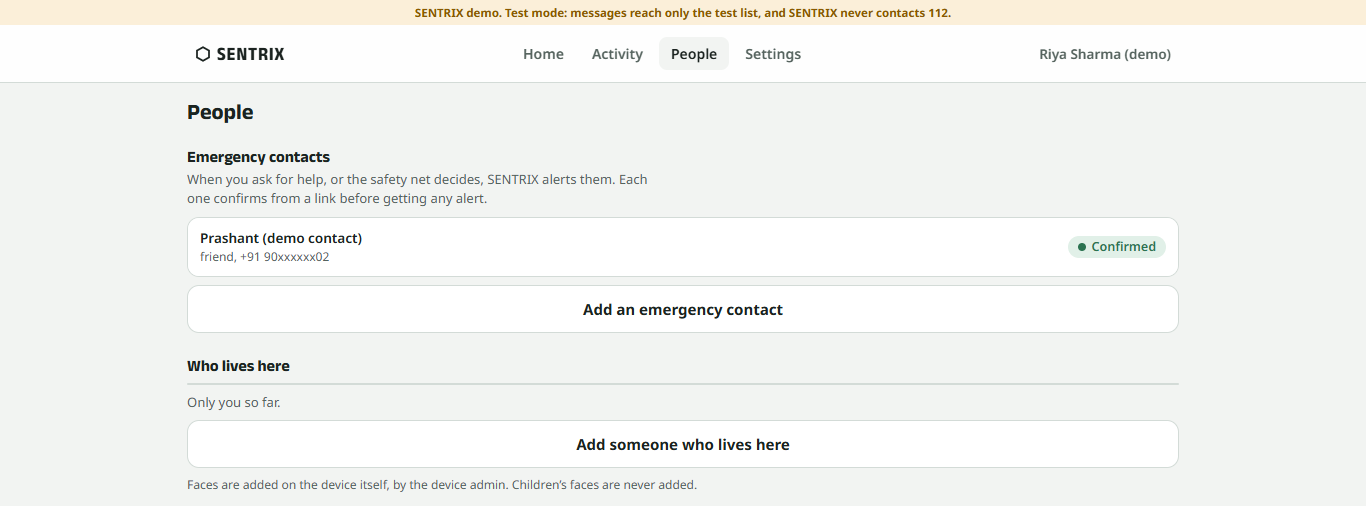 SENTRIX demo. Test mode: messages reach only the test list, and SENTRIX never contacts 112.
SENTRIX
Home
Activity
People
Settings
Riya Sharma (demo)
People
Emergency contacts
When you ask for help, or the safety net decides, SENTRIX alerts them. Each
one confirms from a link before getting any alert.
Prashant (demo contact)
friend, +91 90xxxxxx02
Confirmed
Add an emergency contact
Who lives here
Only you so far.
Add someone who lives here
Faces are added on the device itself, by the device admin. Children's faces are never added.